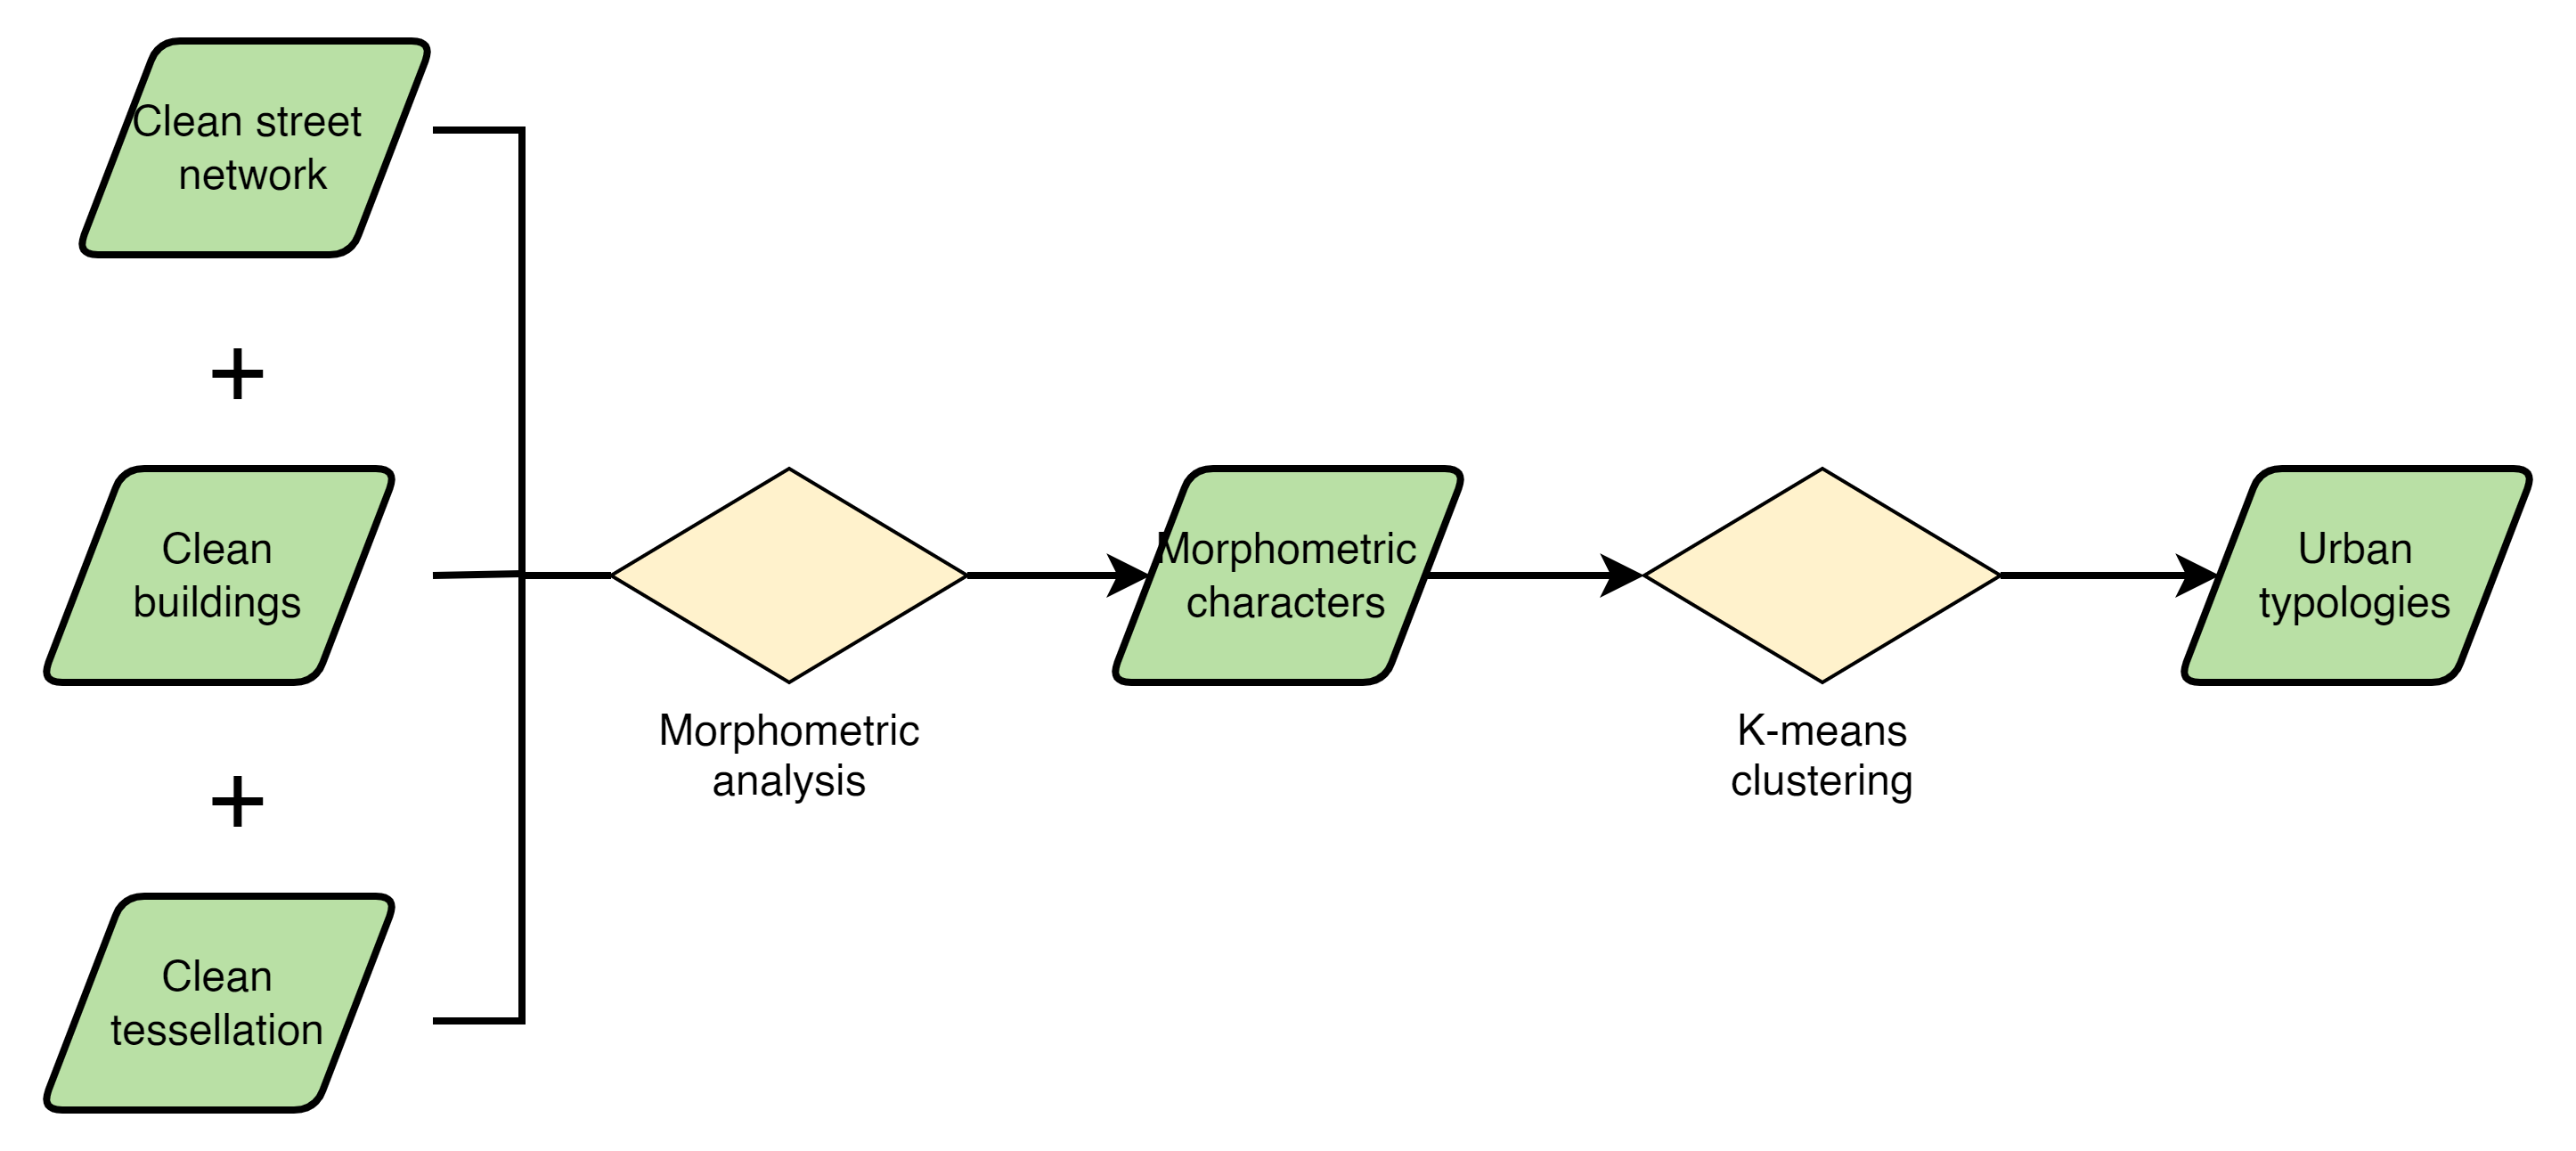 Clean street
network
+
Clean
buildings
+
Clean
tessellation
Morphometric
analysis
Morphometric
characters
K-means
clustering
Urban
typologies